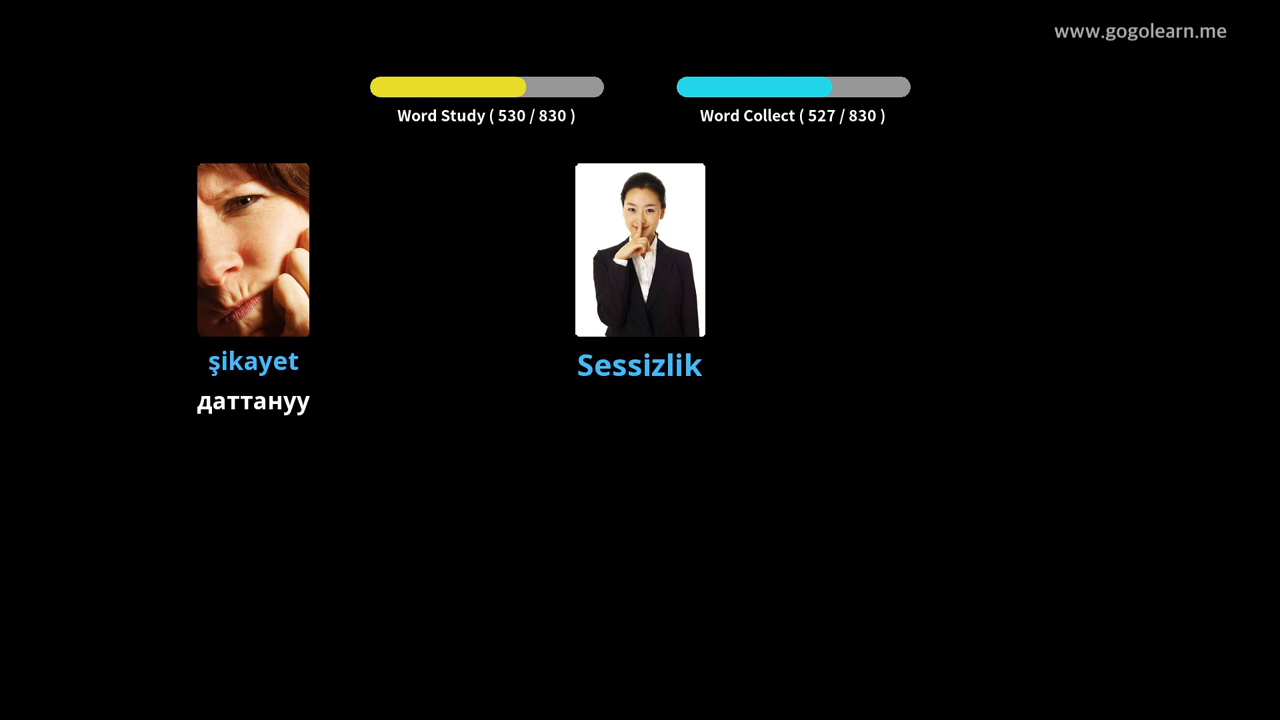 www.gogolearn.me
Word Study ( 530 / 830 )
Word Collect ( 527 / 830 )
şikayet
даттануу
Sessizlik